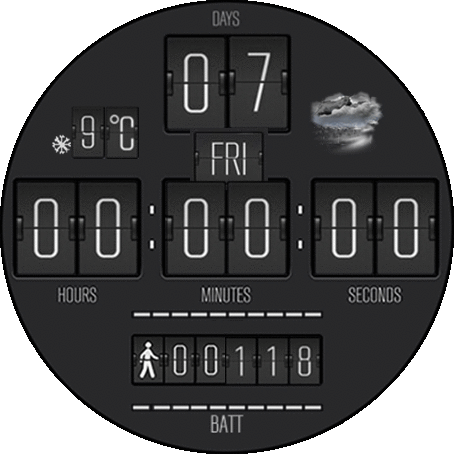 DAYS
07
9 °C
FRI
00 : 00 : 00
HOURS MINUTES SECONDS
00118
BATT